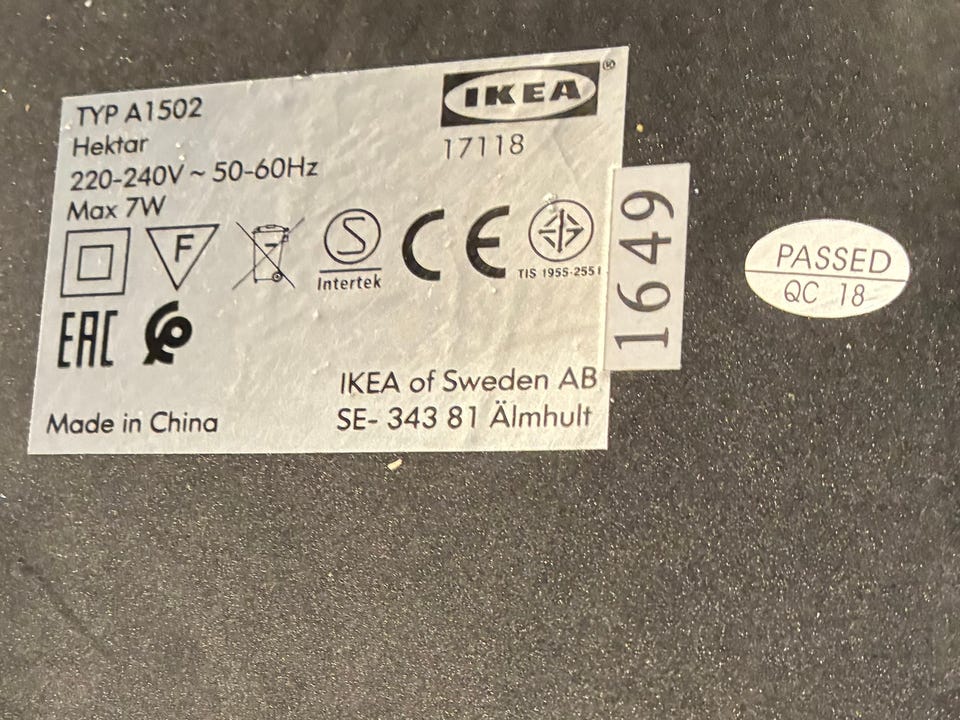 TYP A1502
Hektar
220-240V ~ 50-60Hz
Max 7W
IKEA®
17118
F
S
Intertek
CE
TIS 1955-2551
EAC
Made in China
IKEA of Sweden AB
SE- 343 81 Älmhult
1649
PASSED
QC 18